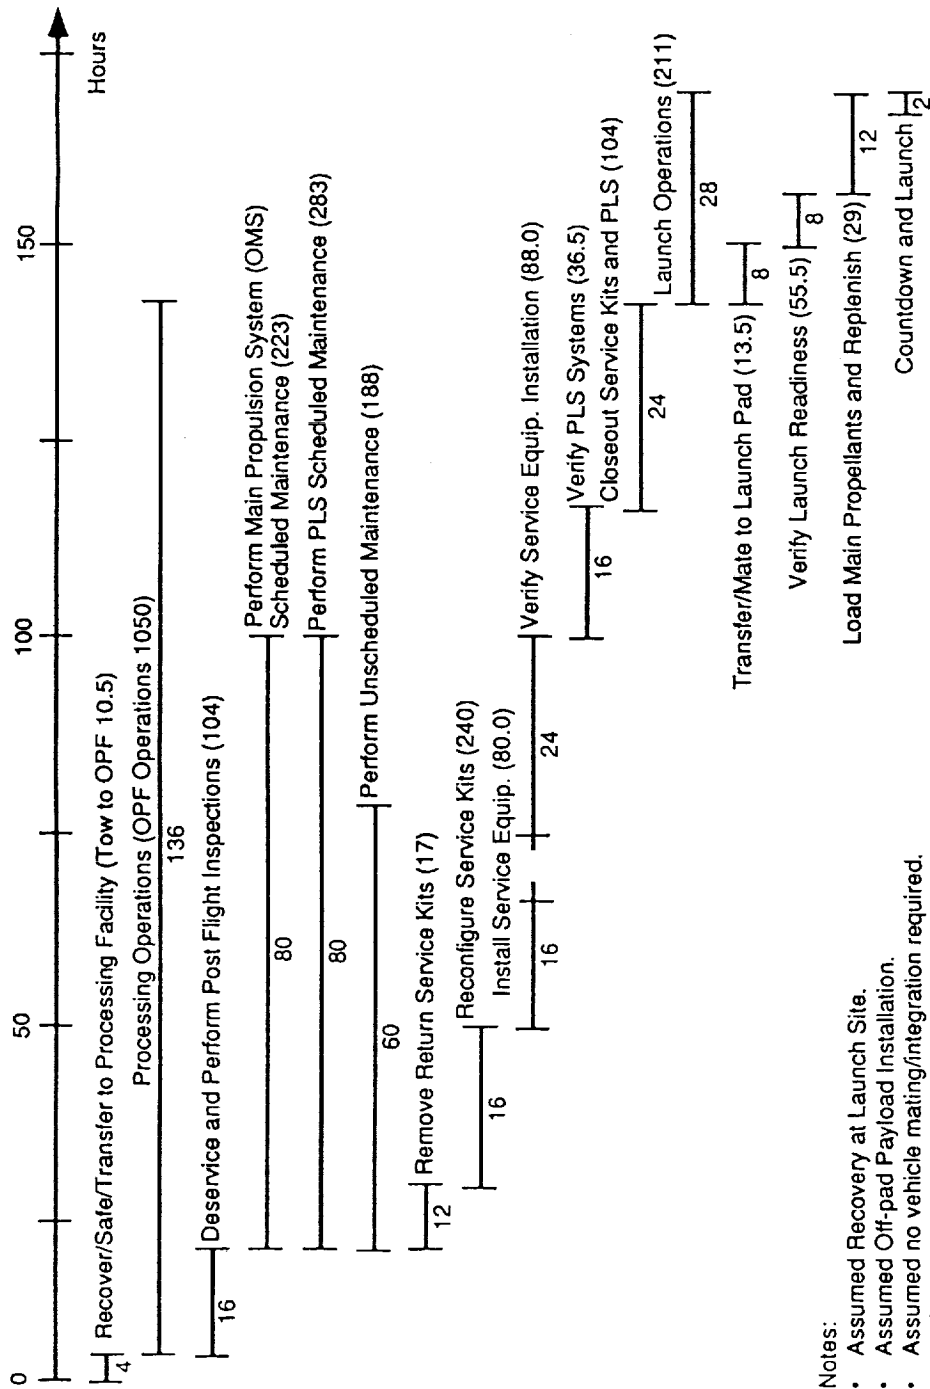 0
50
100
150
Hours
Recover/Safe/Transfer to Processing Facility (Tow to OPF 10.5)
4
Processing Operations (OPF Operations 1050)
136
Deservice and Perform Post Flight Inspections (104)
16
Perform Main Propulsion System (OMS)
Scheduled Maintenance (223)
80
Perform PLS Scheduled Maintenance (283)
80
Perform Unscheduled Maintenance (188)
60
Remove Return Service Kits (17)
12
Reconfigure Service Kits (240)
16
Install Service Equip. (80.0)
16
Verify Service Equip. Installation (88.0)
24
Verify PLS Systems (36.5)
16
Closeout Service Kits and PLS (104)
24
Launch Operations (211)
28
Transfer/Mate to Launch Pad (13.5)
8
Verify Launch Readiness (55.5)
8
Load Main Propellants and Replenish (29)
12
Countdown and Launch
2
Notes:
• Assumed Recovery at Launch Site.
• Assumed Off-pad Payload Installation.
• Assumed no vehicle mating/integration required.